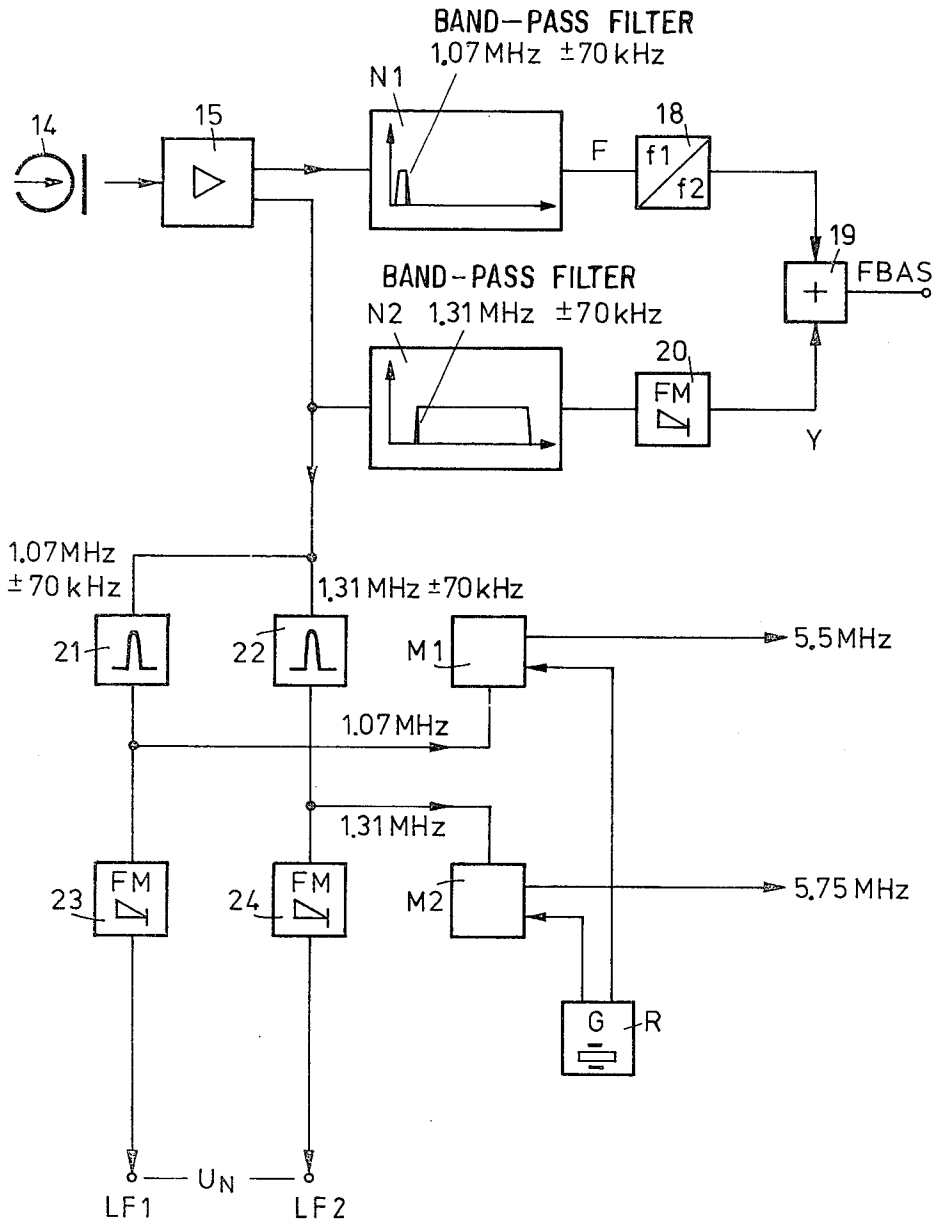 BAND-PASS FILTER
1.07 MHz ±70 kHz
N1
14
15
18
F
f1
f2
19
FBAS
+
BAND-PASS FILTER
N2 1.31 MHz ±70 kHz
20
FM
Y
1.07 MHz
±70 kHz
1.31 MHz ±70 kHz
21
22
M1
5.5 MHz
1.07 MHz
1.31 MHz
FM
FM
23
24
M2
5.75 MHz
G
R
UN
LF1
LF2